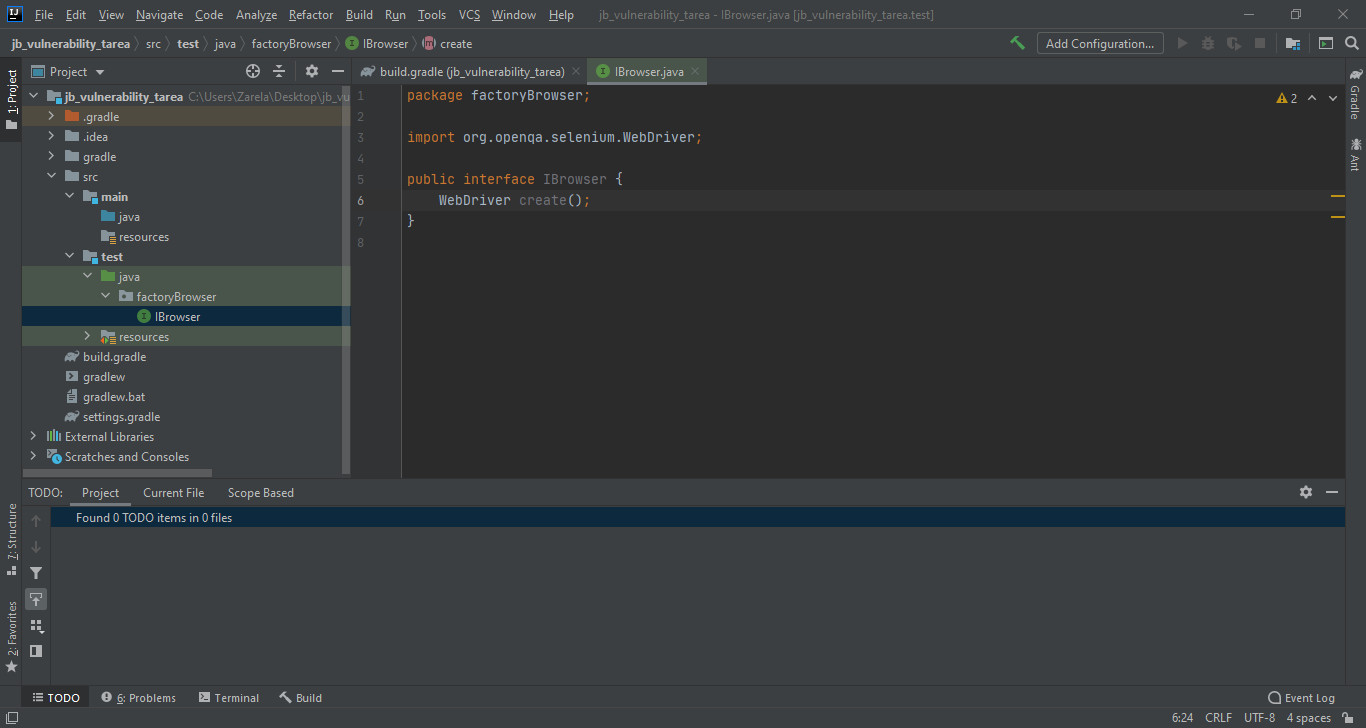 File Edit View Navigate Code Analyze Refactor Build Run Tools VCS Window Help jb_vulnerability_tarea - IBrowser.java [jb_vulnerability_tarea.test]
jb_vulnerability_tarea src test java factoryBrowser IBrowser create Add Configuration...
1: Project
Project
jb_vulnerability_tarea C:\Users\Zarela\Desktop\jb_vu
.gradle
.idea
gradle
src
main
java
resources
test
java
factoryBrowser
IBrowser
resources
build.gradle
gradlew
gradlew.bat
settings.gradle
External Libraries
Scratches and Consoles
build.gradle (jb_vulnerability_tarea) IBrowser.java
1 package factoryBrowser;
2
3 import org.openqa.selenium.WebDriver;
4
5 public interface IBrowser {
6 WebDriver create();
7 }
8
2
Gradle
Ant
TODO: Project Current File Scope Based
Found 0 TODO items in 0 files
7: Structure
2: Favorites
TODO 6: Problems Terminal Build Event Log
6:24 CRLF UTF-8 4 spaces